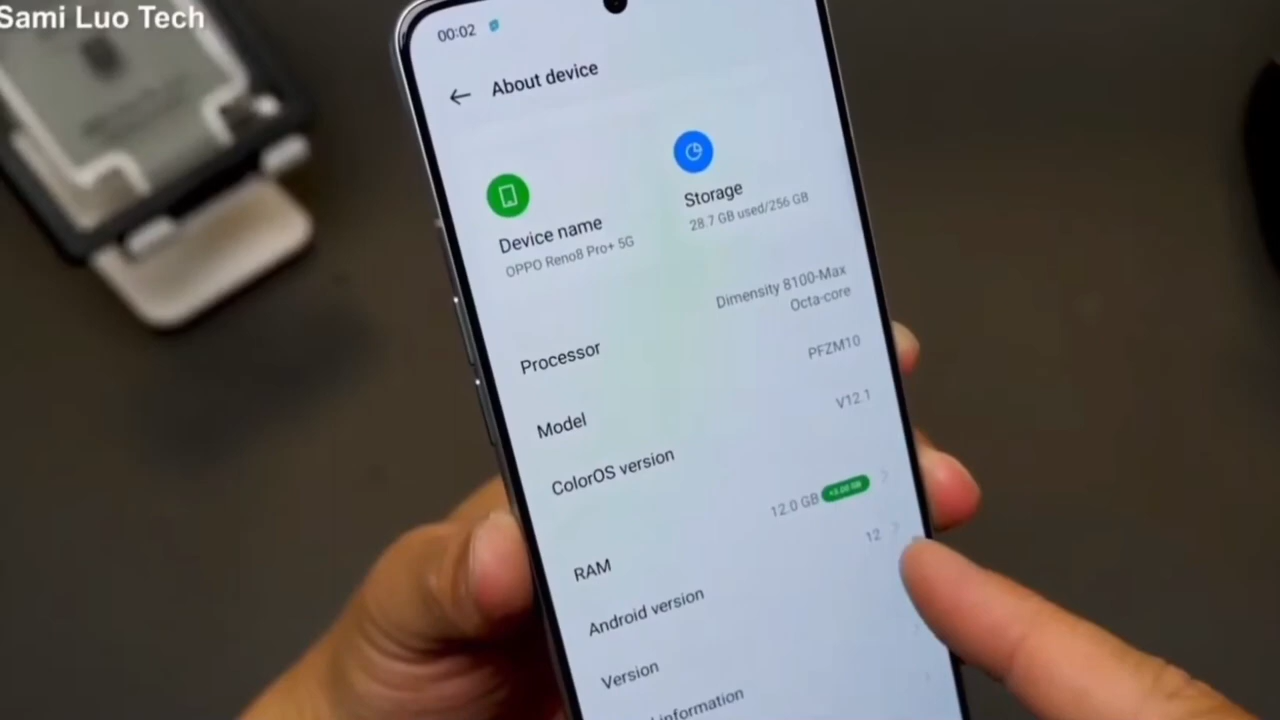 Sami Luo Tech
00:02
About device
Device name
OPPO Reno8 Pro+ 5G
Storage
28.7 GB used/256 GB
Processor
Dimensity 8100-Max
Octa-core
Model
PFZM10
ColorOS version
V12.1
RAM
12.0 GB
Android version
12
Version
information